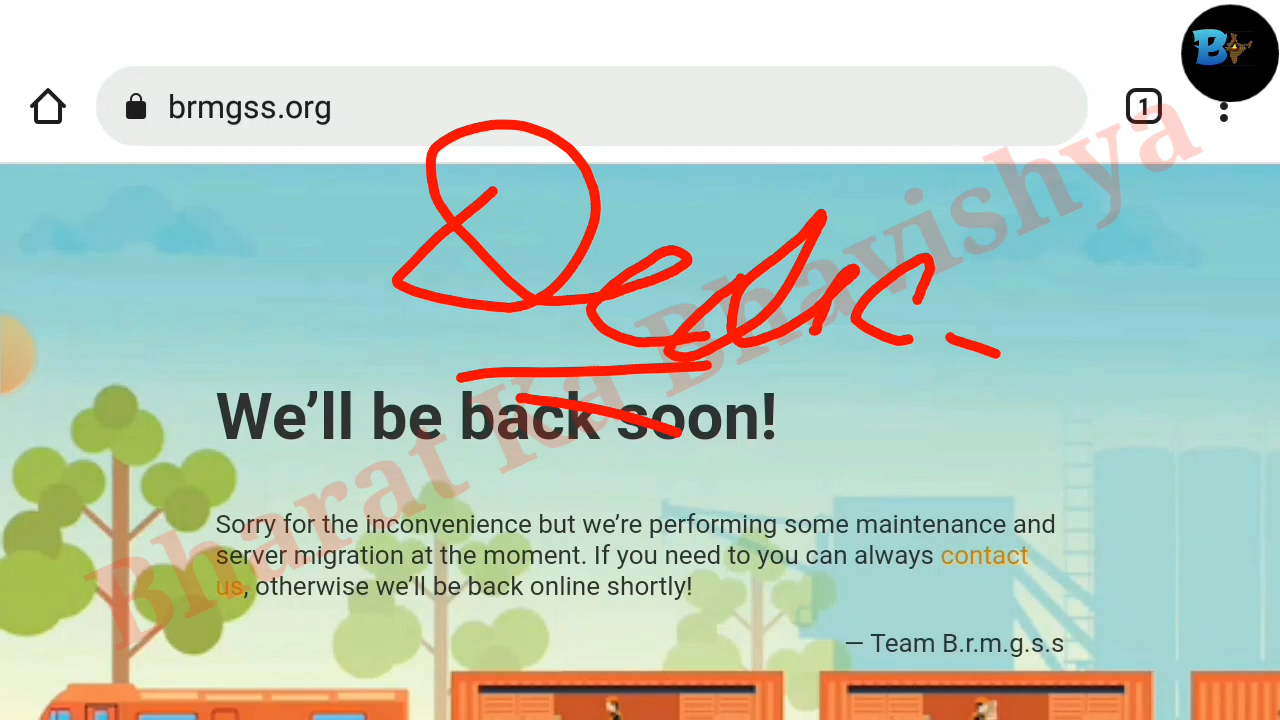 brmgss.org
1
B
Bharat Ka Bhavishya
We’ll be back soon!
Sorry for the inconvenience but we’re performing some maintenance and
server migration at the moment. If you need to you can always contact
us, otherwise we’ll be back online shortly!
— Team B.r.m.g.s.s